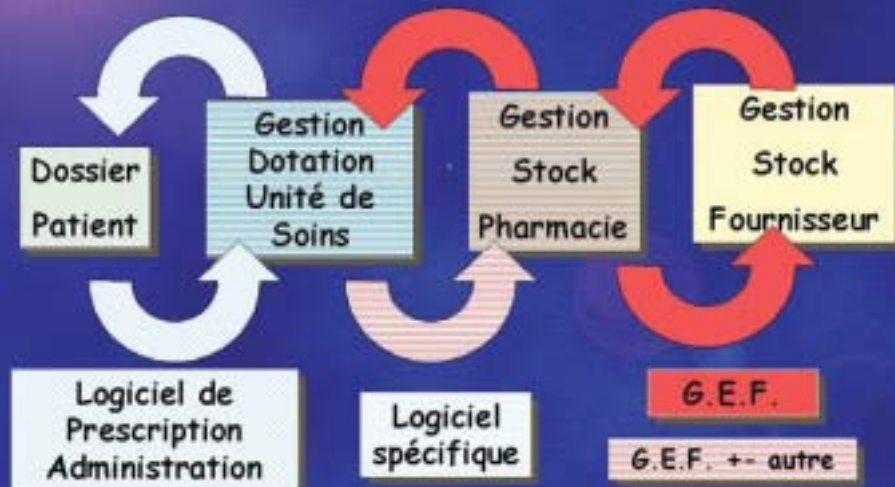 Dossier
Patient
Gestion
Dotation
Unité de
Soins
Gestion
Stock
Pharmacie
Gestion
Stock
Fournisseur
Logiciel de
Prescription
Administration
Logiciel
spécifique
G.E.F.
G.E.F. +- autre